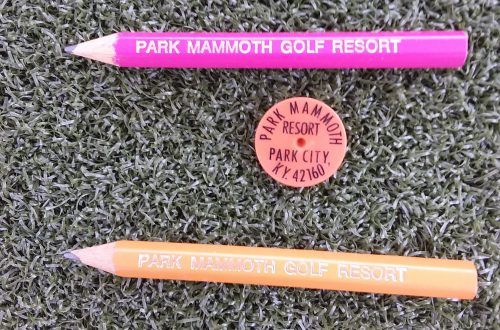 PARK MAMMOTH GOLF RESORT
PARK MAMMOTH
RESORT
PARK CITY,
KY. 42160
PARK MAMMOTH GOLF RESORT